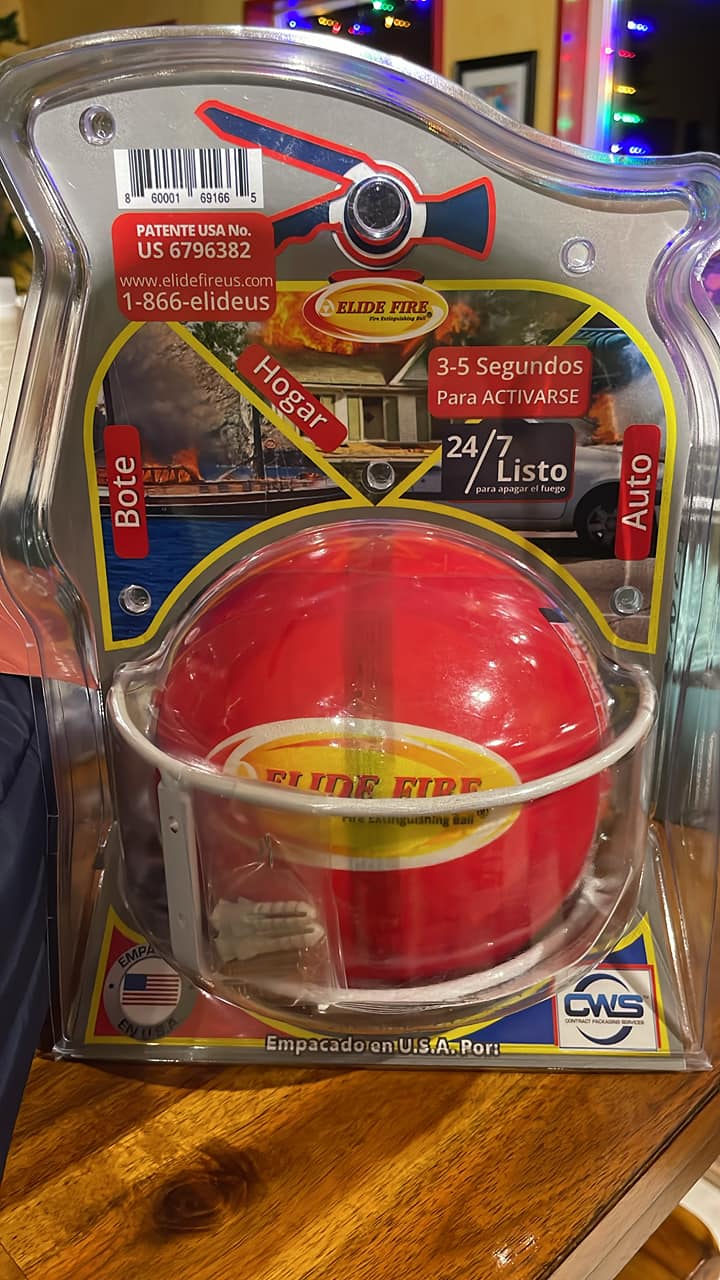 8 60001 69166 5
PATENTE USA No.
US 6796382
www.elidefireus.com
1-866-elideus
ELIDE FIRE
Fire Extinguishing Ball®
Hogar
3-5 Segundos
Para ACTIVARSE
24/7
Listo
para apagar el fuego
Bote
Auto
ELIDE FIRE
Fire Extinguishing Ball®
EN U.S.A
CWS
CONTRACT PACKAGING SERVICES
Empacado en U.S.A. Por: